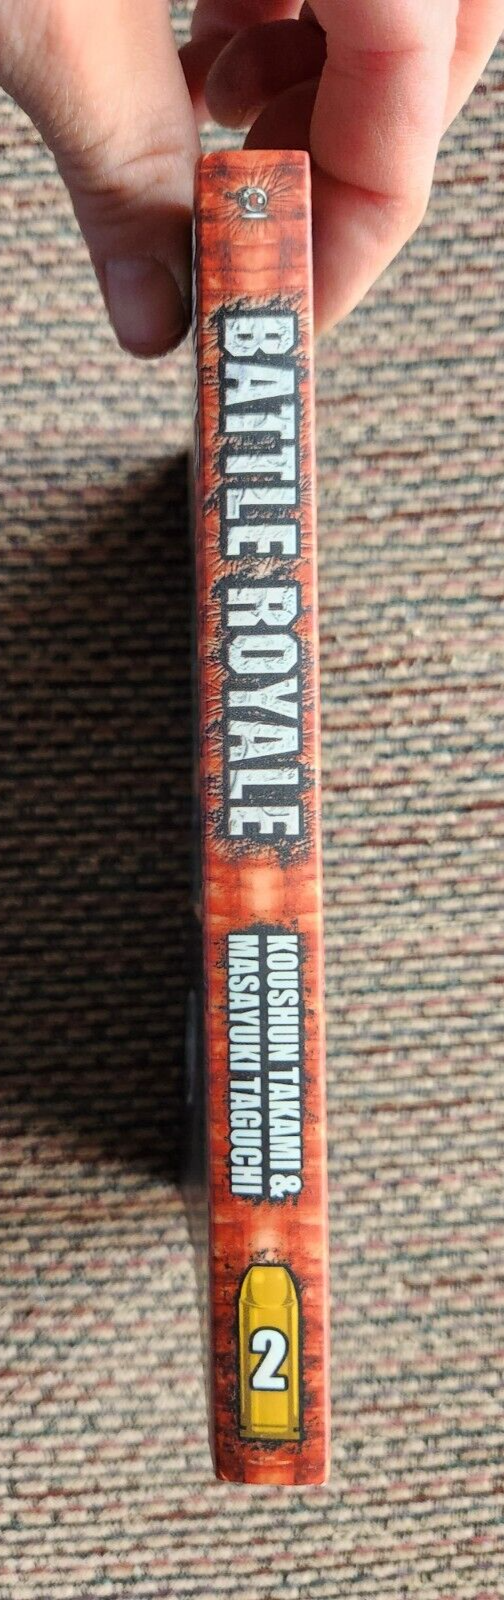 BATTLE ROYALE
KOUSHUN TAKAMI &
MASAYUKI TAGUCHI
2